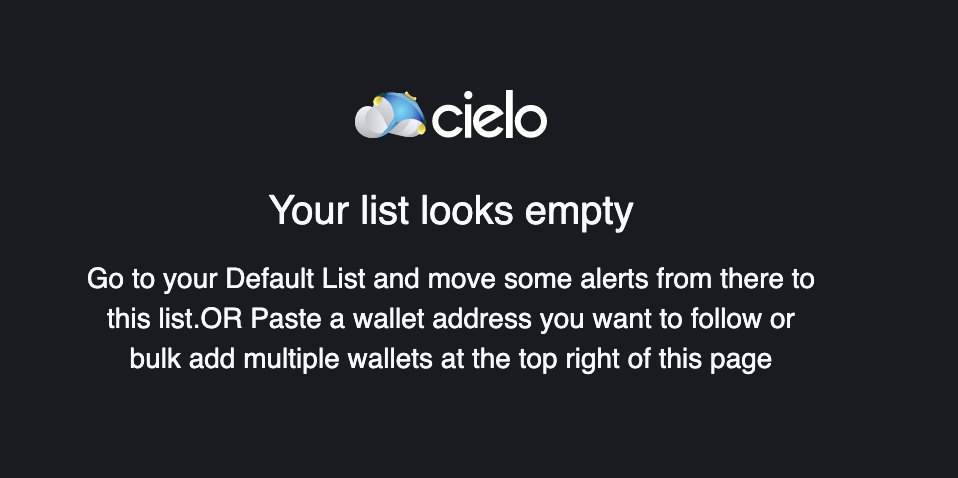 cielo
Your list looks empty
Go to your Default List and move some alerts from there to
this list.OR Paste a wallet address you want to follow or
bulk add multiple wallets at the top right of this page